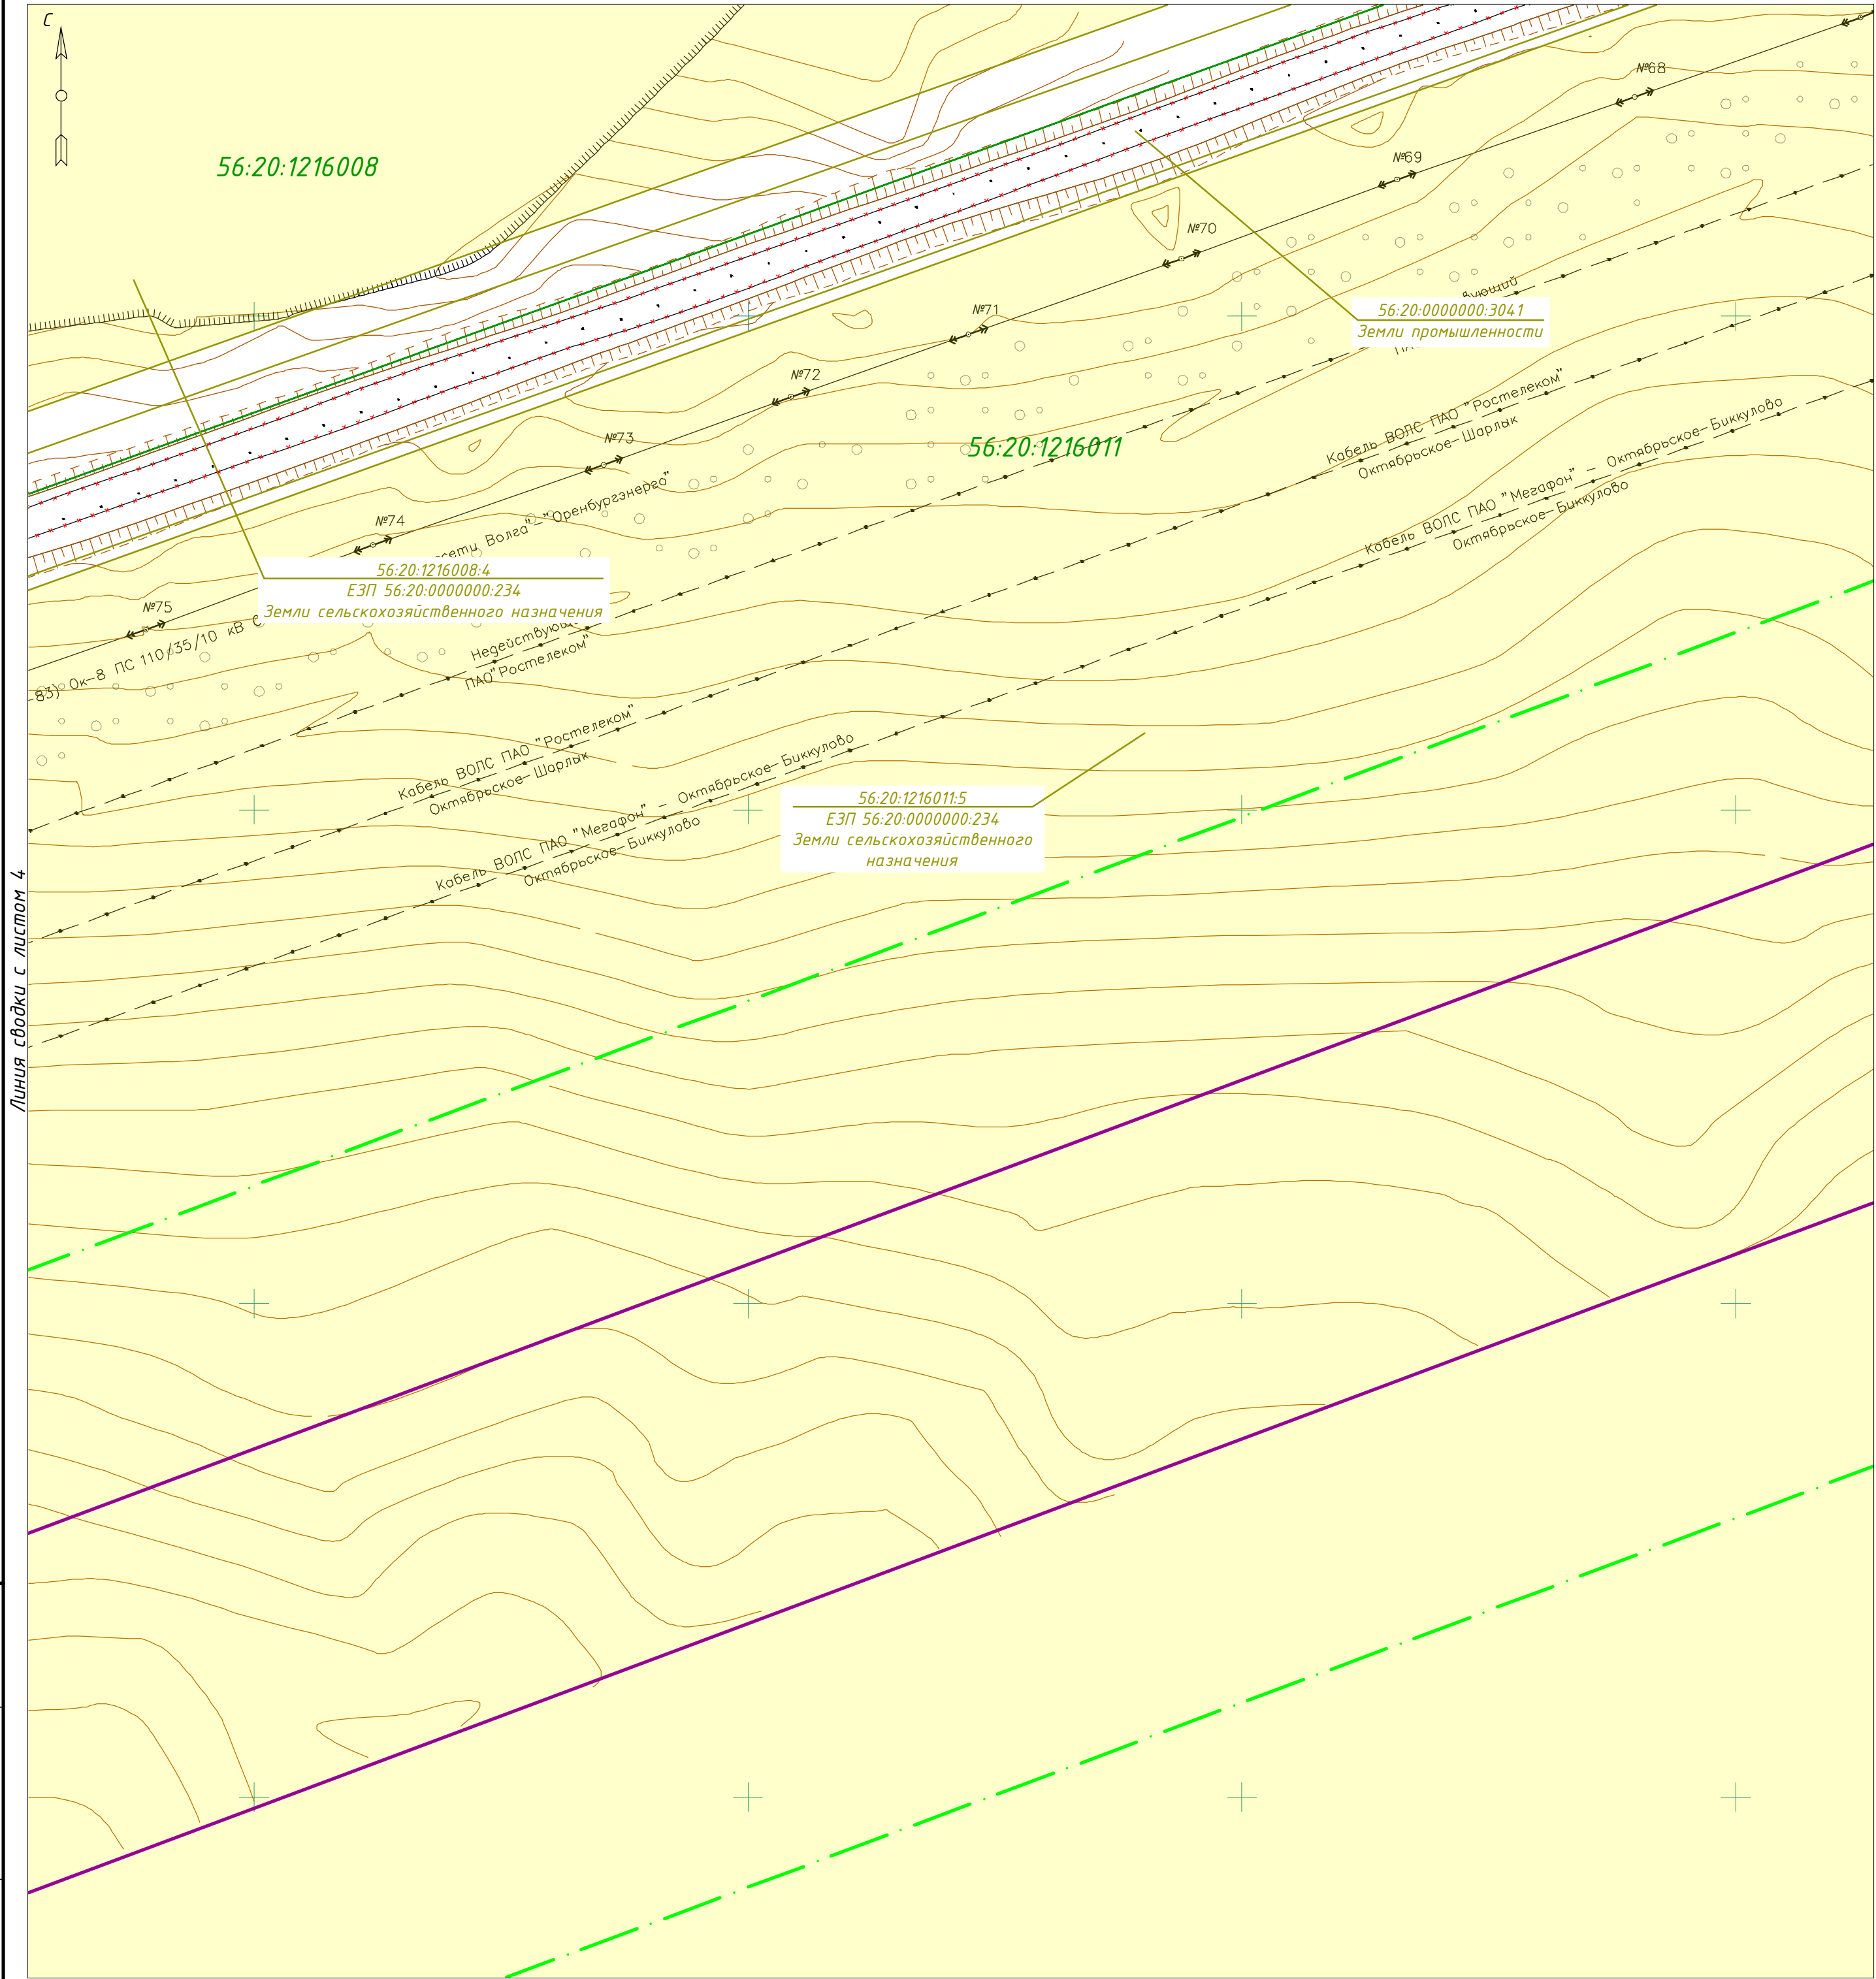 С
№68
56:20:1216008
№69
№70
56:20:0000000:3041
№71
Земли промышленности
№72
Кабель ВОЛС ПАО "Ростелеком"
Октябрьское-Шарлык
№73
56:20:1216011
Кабель ВОЛС ПАО "Мегафон" - Октябрьское-Биккулово
Октябрьское-Биккулово
Волга"-"Оренбургэнерго"
№74
56:20:1216008:4
ЕЗП 56:20:0000000:234
Земли сельскохозяйственного назначения
№75
-83) Ок-8 ПС 110/35/10 кВ
ПАО"Ростелеком"
Кабель ВОЛС ПАО "Ростелеком"
Октябрьское-Шарлык
Кабель ВОЛС ПАО "Мегафон" - Октябрьское-Биккулово
Октябрьское-Биккулово
56:20:1216011:5
ЕЗП 56:20:0000000:234
Земли сельскохозяйственного
назначения
Линия сводки с листом 4